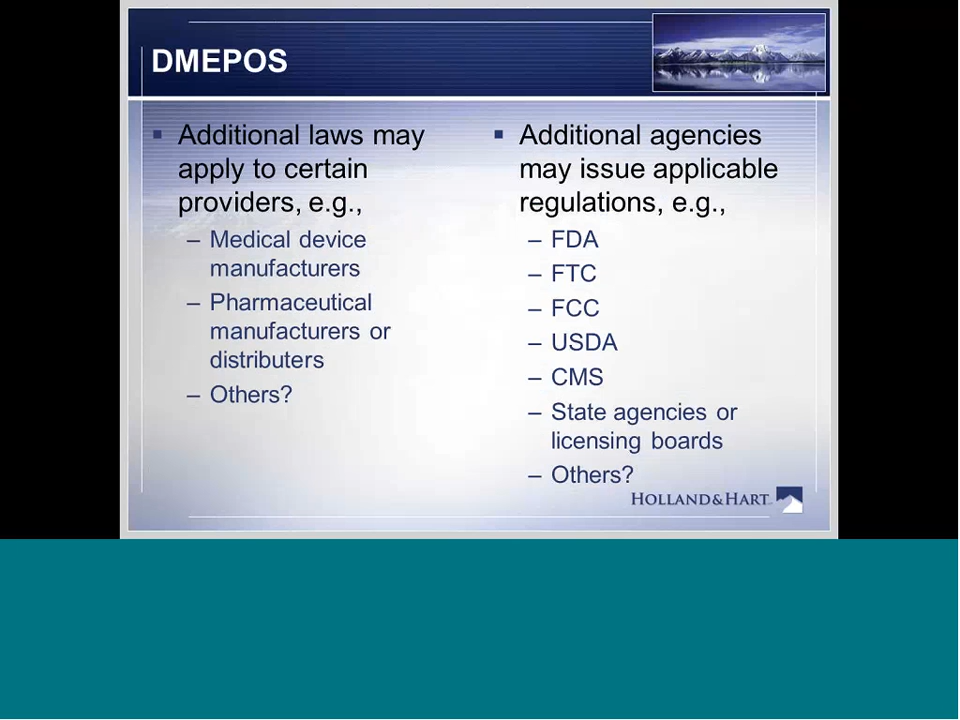 DMEPOS
▪ Additional laws may
apply to certain
providers, e.g.,
– Medical device
manufacturers
– Pharmaceutical
manufacturers or
distributers
– Others?
▪ Additional agencies
may issue applicable
regulations, e.g.,
– FDA
– FTC
– FCC
– USDA
– CMS
– State agencies or
licensing boards
– Others?
HOLLAND&HART